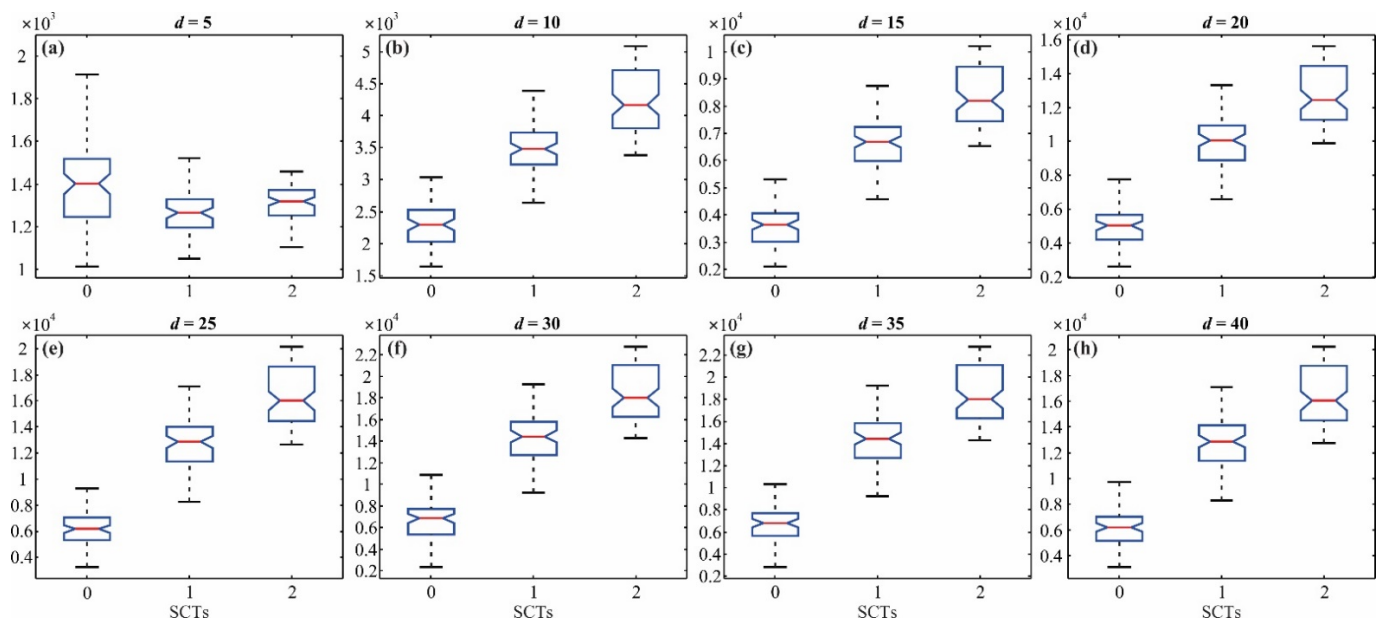 d = 5
×10³
(a)
2
1.8
1.6
1.4
1.2
1
0 1 2
d = 10
×10³
(b)
5
4.5
4
3.5
3
2.5
2
1.5
0 1 2
d = 15
×10⁴
(c)
1
0.9
0.8
0.7
0.6
0.5
0.4
0.3
0.2
0 1 2
d = 20
×10⁴
(d)
1.6
1.4
1.2
1
0.8
0.6
0.4
0.2
0 1 2
d = 25
×10⁴
(e)
2
1.8
1.6
1.4
1.2
1
0.8
0.6
0.4
0 1 2
SCTs
d = 30
×10⁴
(f)
2.2
2
1.8
1.6
1.4
1.2
1
0.8
0.6
0.4
0.2
0 1 2
SCTs
d = 35
×10⁴
(g)
2.2
2
1.8
1.6
1.4
1.2
1
0.8
0.6
0.4
0.2
0 1 2
SCTs
d = 40
×10⁴
(h)
2
1.8
1.6
1.4
1.2
1
0.8
0.6
0.4
0 1 2
SCTs